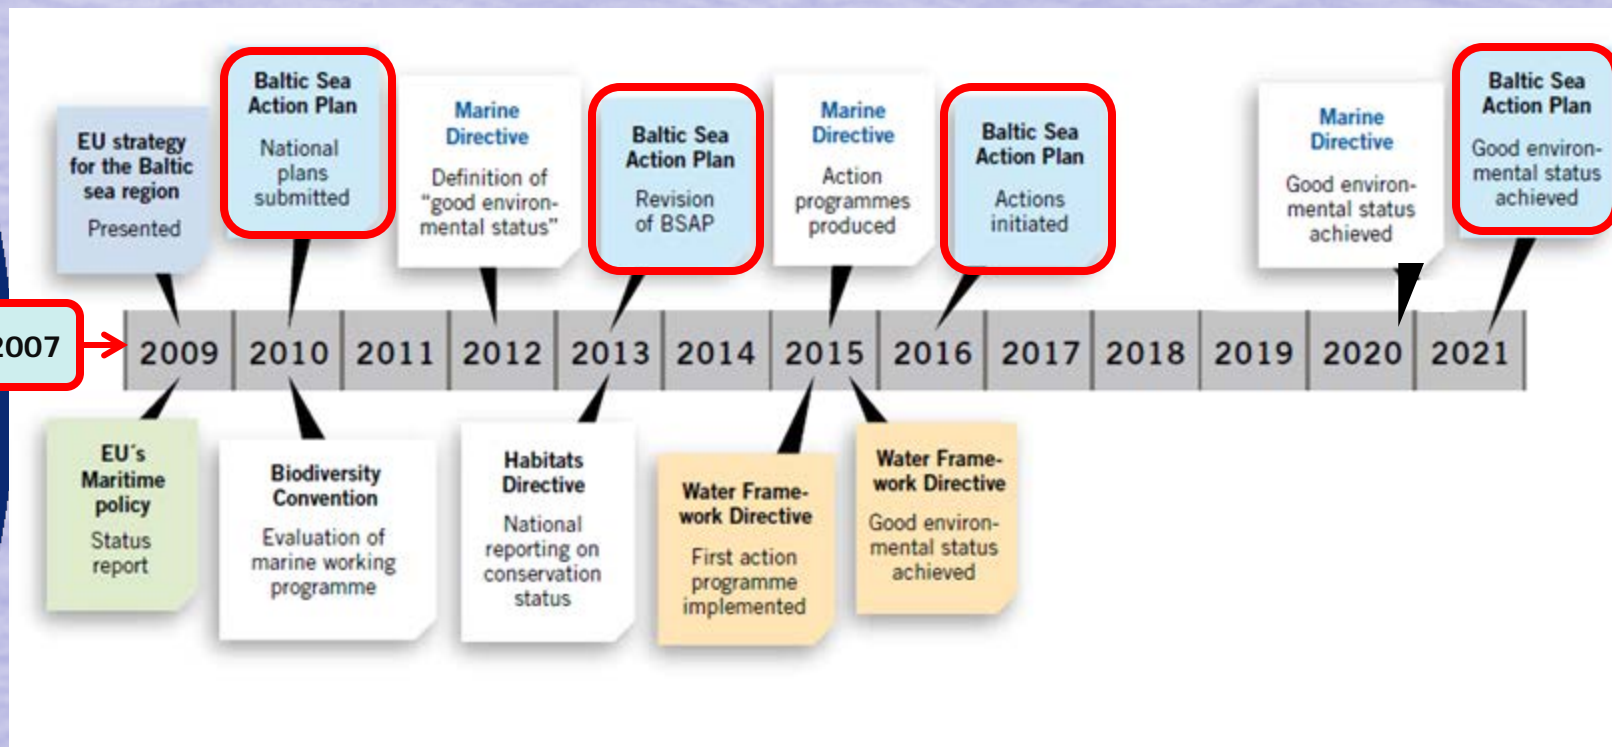 EU strategy
for the Baltic
sea region
Presented
Baltic Sea
Action Plan
National
plans
submitted
Marine
Directive
Definition of
“good environ-
mental status”
Baltic Sea
Action Plan
Revision
of BSAP
Marine
Directive
Action
programmes
produced
Baltic Sea
Action Plan
Actions
initiated
Marine
Directive
Good environ-
mental status
achieved
Baltic Sea
Action Plan
Good environ-
mental status
achieved
2007
2009 2010 2011 2012 2013 2014 2015 2016 2017 2018 2019 2020 2021
EU´s
Maritime
policy
Status
report
Biodiversity
Convention
Evaluation of
marine working
programme
Habitats
Directive
National
reporting on
conservation
status
Water Frame-
work Directive
First action
programme
implemented
Water Frame-
work Directive
Good environ-
mental status
achieved